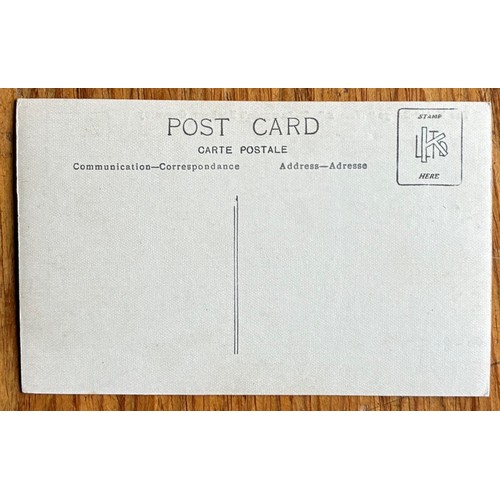 POST CARD
CARTE POSTALE
Communication—Correspondance Address—Adresse
STAMP
HERE